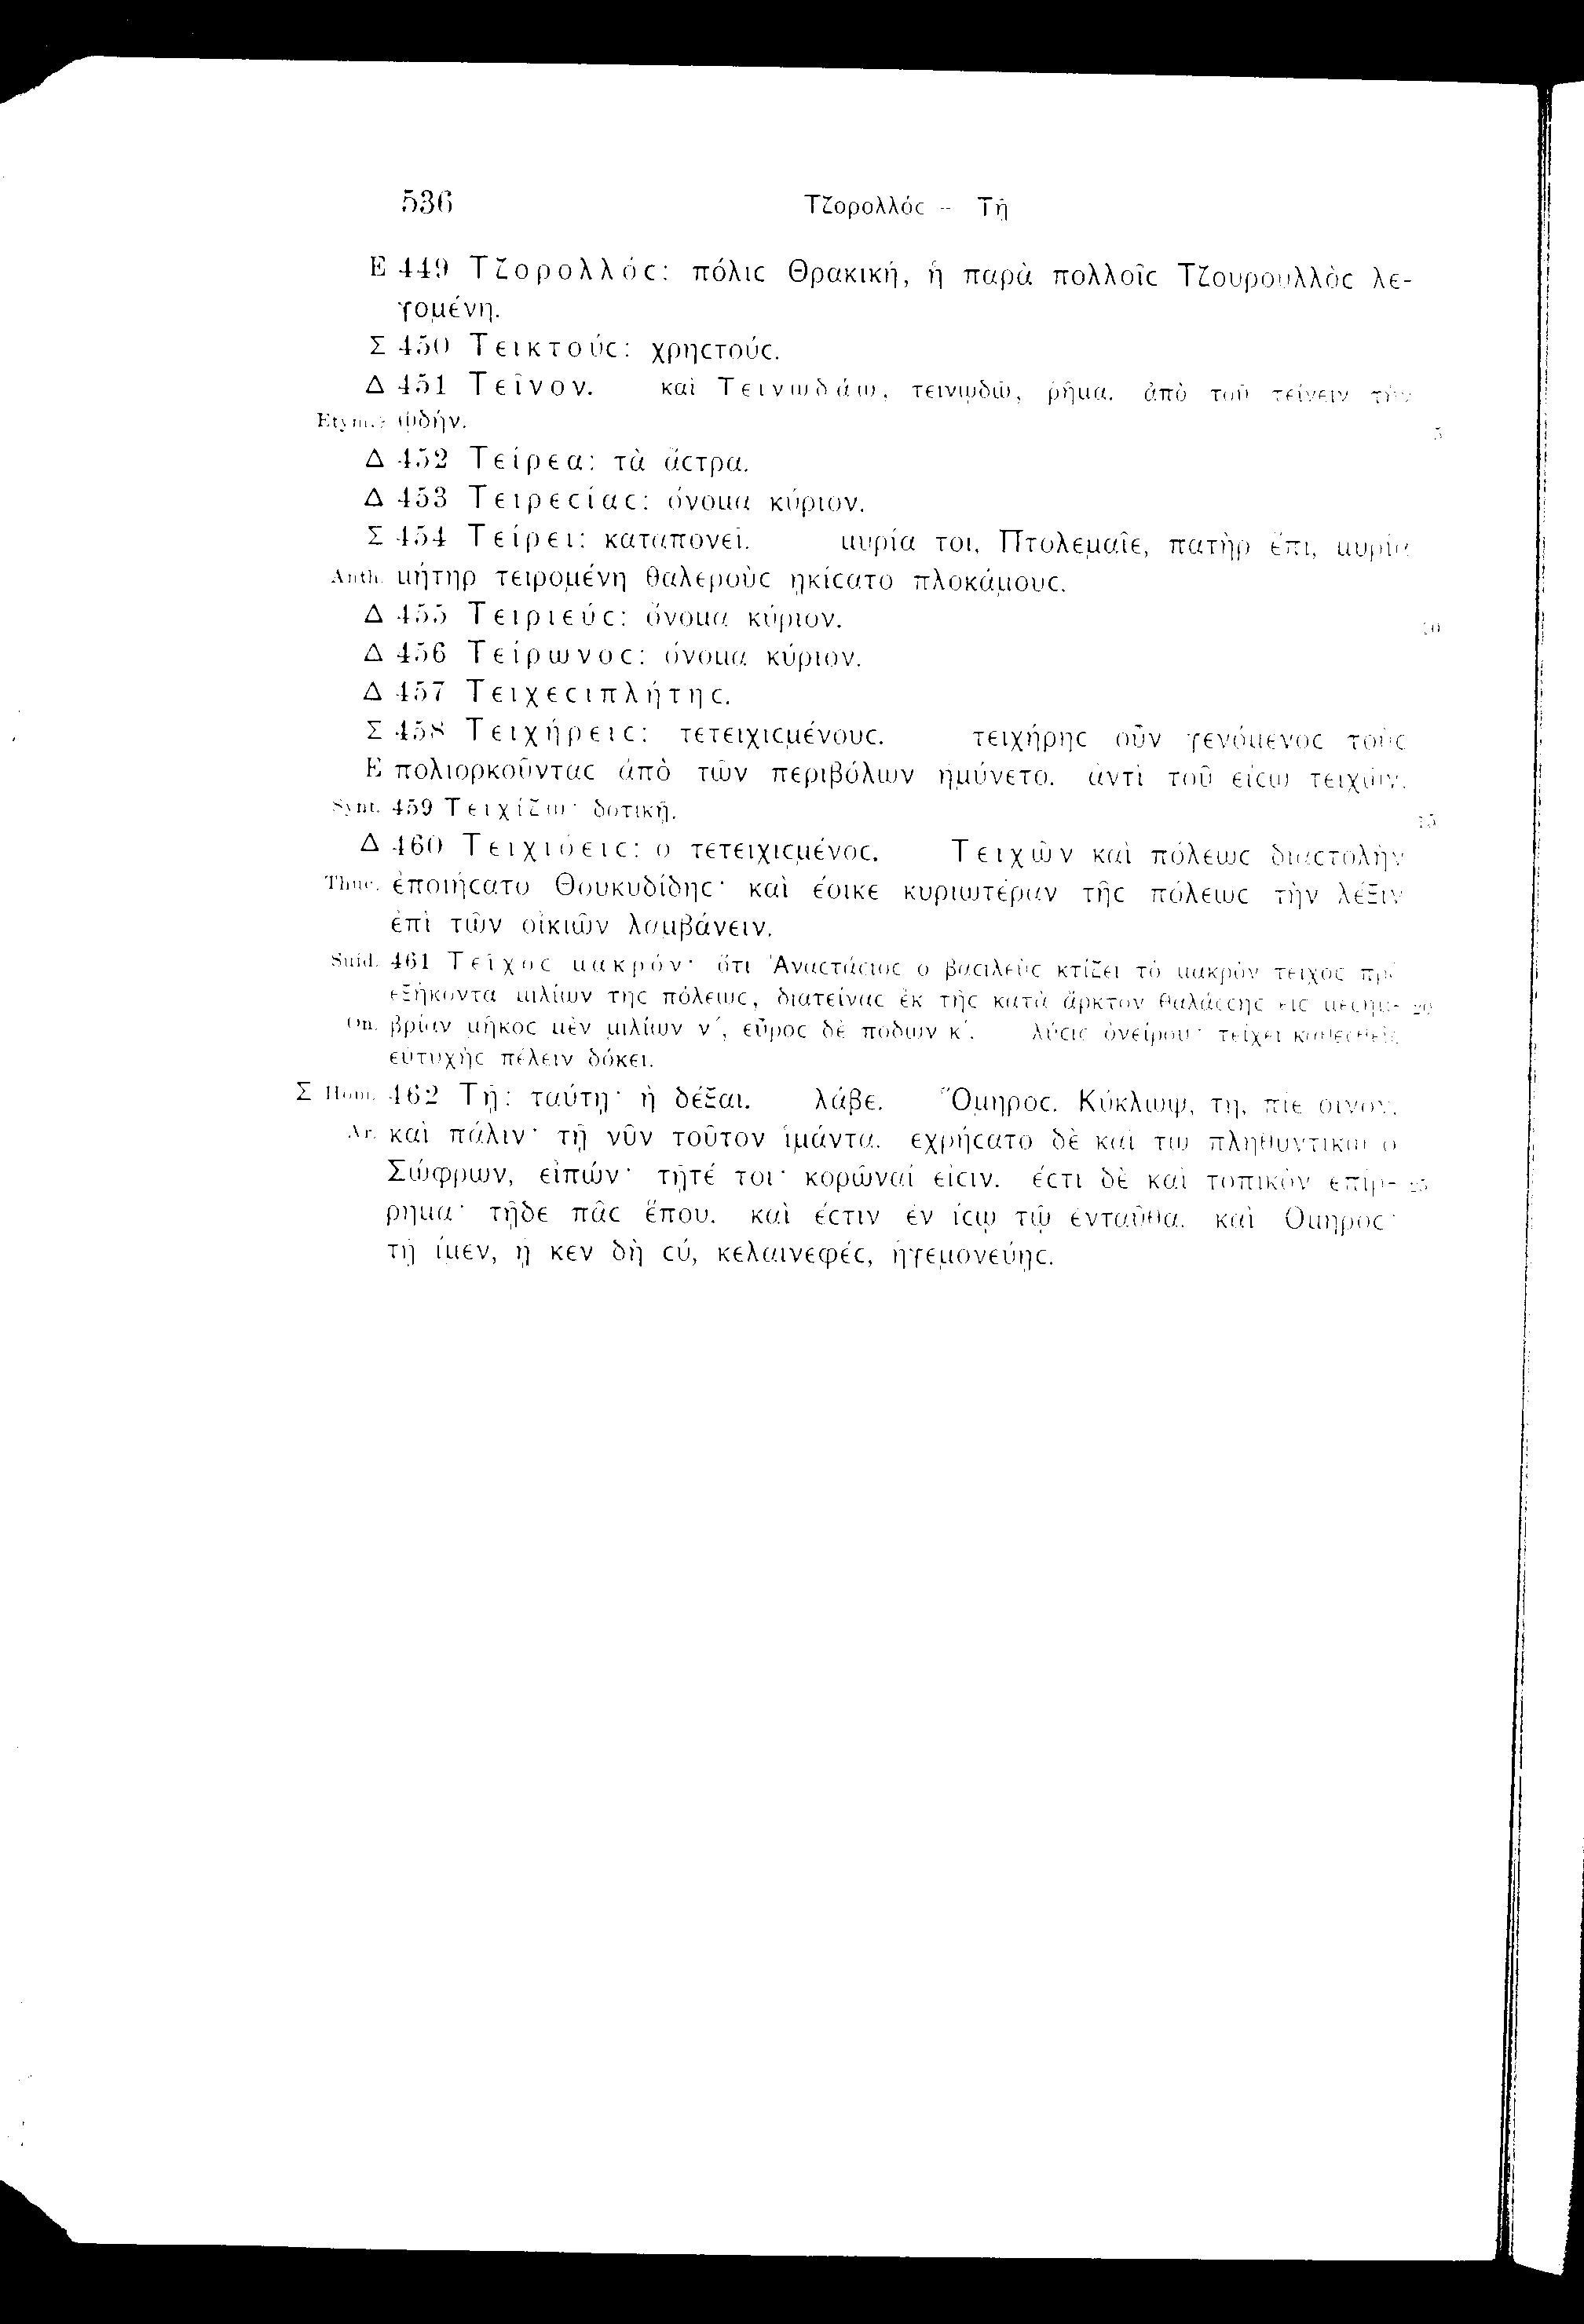 536 Τζορολλόϲ - Τῇ
Ε 449 Τζορολλόϲ: πόλιϲ Θρακική, ἡ παρὰ πολλοῖϲ Τζουρουλλὸϲ λε-
γομένη.
Σ 450 Τεικτούϲ: χρηϲτούϲ.
Δ 451 Τεῖνον. καὶ Τεινωδάω, τεινῳδῶ, ῥῆμα. ἀπὸ τοῦ τείνειν τὴν
Etym.? ᾠδήν. 5
Δ 452 Τείρεα: τὰ ἄϲτρα.
Δ 453 Τειρεϲίαϲ: ὄνομα κύριον.
Σ 454 Τείρει: καταπονεῖ. μυρία τοι, Πτολεμαῖε, πατὴρ ἔπι, μυρία
Anth. μήτηρ τειρομένη θαλεροὺϲ ᾐκίϲατο πλοκάμουϲ.
Δ 455 Τειριεύϲ: ὄνομα κύριον. 10
Δ 456 Τείρωνοϲ: ὄνομα κύριον.
Δ 457 Τειχεϲιπλήτηϲ.
Σ 458 Τειχήρειϲ: τετειχιϲμένουϲ. τειχήρηϲ οὖν γενόμενοϲ τοὺϲ
Ε πολιορκοῦνταϲ ἀπὸ τῶν περιβόλων ἠμύνετο. ἀντὶ τοῦ εἴϲω τειχῶν.
Synt. 459 Τειχίζω· δοτικῇ. 15
Δ 460 Τειχιόειϲ: ὁ τετειχιϲμένοϲ. Τειχῶν καὶ πόλεωϲ διαϲτολὴν
Thuc. ἐποιήϲατο Θουκυδίδηϲ· καὶ ἔοικε κυριωτέραν τῆϲ πόλεωϲ τὴν λέξιν
ἐπὶ τῶν οἰκιῶν λαμβάνειν.
Suid. 461 Τεῖχοϲ μακρόν· ὅτι Ἀναϲτάϲιοϲ ὁ βαϲιλεὺϲ κτίζει τὸ μακρὸν τεῖχοϲ πρὸ
ἑξήκοντα μιλίων τῆϲ πόλεωϲ, διατείναϲ ἐκ τῆϲ κατὰ ἄρκτον θαλάϲϲηϲ εἰϲ μεϲημ- 20
On. βρίαν μῆκοϲ μὲν μιλίων ν´, εὖροϲ δὲ ποδῶν κ´. λύϲιϲ ὀνείρου· τείχει καθεϲθεὶϲ
εὐτυχὴϲ πέλειν δόκει.
Σ Hom. 462 Τῇ: ταύτῃ· ἢ δέξαι. λάβε. Ὅμηροϲ. Κύκλωψ, τῆ, πίε οἶνον.
Ar. καὶ πάλιν· τῇ νῦν τοῦτον ἱμάντα. ἐχρήϲατο δὲ καὶ τῷ πληθυντικῷ ὁ
Σώφρων, εἰπών· τῆτέ τοι· κορῶναί εἰϲιν. ἔϲτι δὲ καὶ τοπικὸν ἐπίρ- 25
ρημα· τῇδε πᾶϲ ἕπου. καὶ ἔϲτιν ἐν ἴϲῳ τῷ ἐνταῦθα. καὶ Ὅμηροϲ·
τῇ ἴμεν, ᾗ κεν δὴ ϲύ, κελαινεφέϲ, ἡγεμονεύῃϲ.